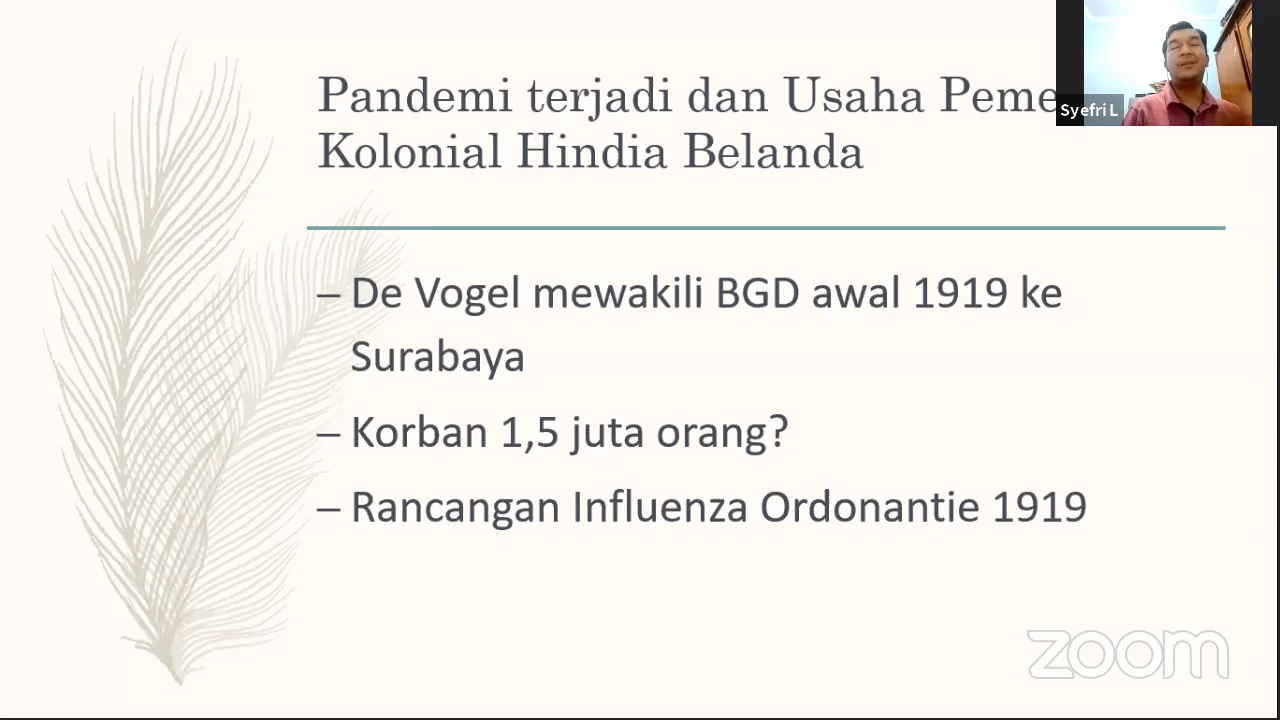 Pandemi terjadi dan Usaha Peme
Kolonial Hindia Belanda
Syefri L
– De Vogel mewakili BGD awal 1919 ke
Surabaya
– Korban 1,5 juta orang?
– Rancangan Influenza Ordonantie 1919
zoom